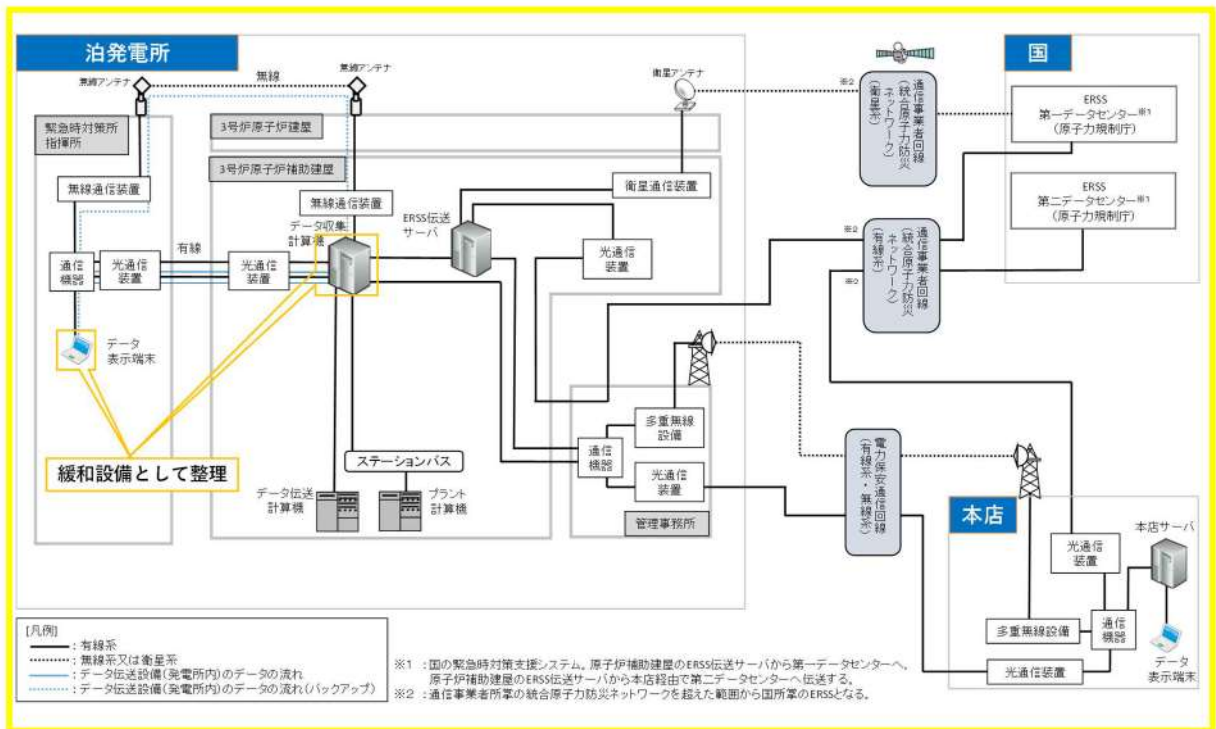 泊発電所
無線アンテナ
無線
無線アンテナ
衛星アンテナ
※2
通信事業者回線
(統合原子力防災
ネットワーク)
(衛星系)
国
ERSS
第一データセンター※1
(原子力規制庁)
ERSS
第二データセンター※1
(原子力規制庁)
緊急時対策所
指揮所
3号炉原子炉建屋
3号炉原子炉補助建屋
無線通信装置
無線通信装置
衛星通信装置
データ収集
計算機
ERSS伝送
サーバ
光通信
装置
有線
通信
機器
光通信
装置
光通信
装置
※2
※2
通信事業者回線
(統合原子力防災
ネットワーク)
(有線系)
データ
表示端末
緩和設備として整理
ステーションバス
データ伝送
計算機
プラント
計算機
通信
機器
多重無線
設備
光通信
装置
管理事務所
電力保安通信回線
(有線系・無線系)
本店
本店サーバ
光通信
装置
多重無線設備
通信
機器
光通信装置
データ
表示端末
[凡例]
:有線系
:無線系又は衛星系
:データ伝送設備(発電所内)のデータの流れ
:データ伝送設備(発電所内)のデータの流れ(バックアップ)
※1 :国の緊急時対策支援システム。原子炉補助建屋のERSS伝送サーバから第一データセンターへ、
原子炉補助建屋のERSS伝送サーバから本店経由で第二データセンターへ伝送する。
※2 :通信事業者所掌の統合原子力防災ネットワークを超えた範囲から国所掌のERSSとなる。